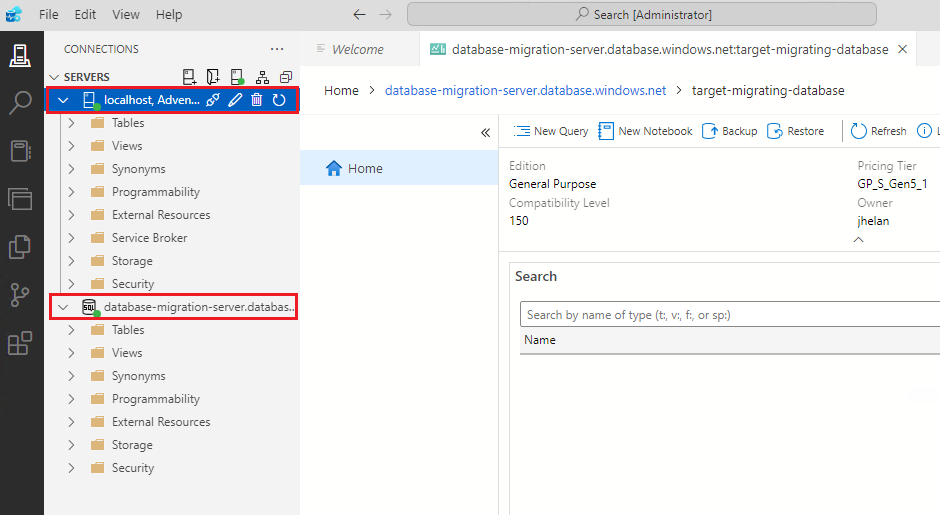 File Edit View Help
Search [Administrator]
CONNECTIONS
Welcome
database-migration-server.database.windows.net:target-migrating-database
SERVERS
localhost, Adven...
Tables
Views
Synonyms
Programmability
External Resources
Service Broker
Storage
Security
database-migration-server.databas...
SQL
Tables
Views
Synonyms
Programmability
External Resources
Storage
Security
Home > database-migration-server.database.windows.net > target-migrating-database
Home
New Query New Notebook Backup Restore Refresh L
Edition
General Purpose
Compatibility Level
150
Pricing Tier
GP_S_Gen5_1
Owner
jhelan
Search
Search by name of type (t:, v:, f:, or sp:)
Name